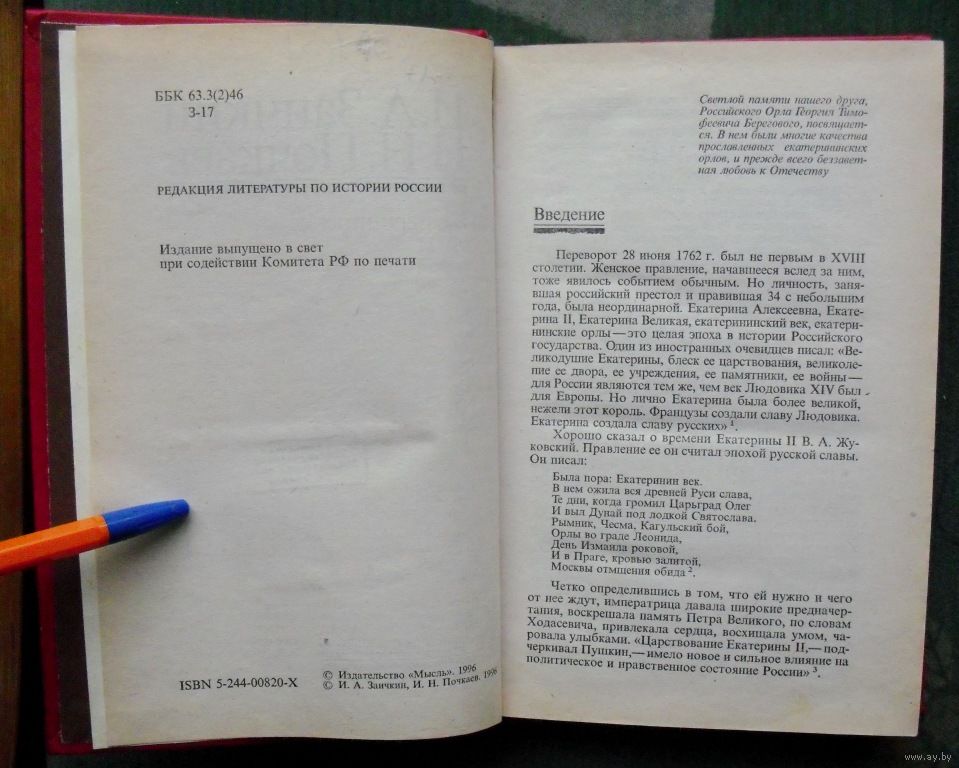 ББК 63.3(2)46
З-17
РЕДАКЦИЯ ЛИТЕРАТУРЫ ПО ИСТОРИИ РОССИИ
Издание выпущено в свет
при содействии Комитета РФ по печати
ISBN 5-244-00820-X
© Издательство «Мысль». 1996
© И. А. Заичкин, И. Н. Почкаев. 1996
Светлой памяти нашего друга,
Российского Орла Георгия Тимо-
феевича Берегового, посвящает-
ся. В нем были многие качества
прославленных екатерининских
орлов, и прежде всего беззавет-
ная любовь к Отечеству
Введение
Переворот 28 июня 1762 г. был не первым в XVIII
столетии. Женское правление, начавшееся вслед за ним,
тоже явилось событием обычным. Но личность, заня-
вшая российский престол и правившая 34 с небольшим
года, была неординарной. Екатерина Алексеевна, Екате-
рина II, Екатерина Великая, екатерининский век, екатери-
нинские орлы — это целая эпоха в истории Российского
государства. Один из иностранных очевидцев писал: «Ве-
ликодушие Екатерины, блеск ее царствования, великоле-
пие ее двора, ее учреждения, ее памятники, ее войны —
для России являются тем же, чем век Людовика XIV был
для Европы. Но лично Екатерина была более великой,
нежели этот король. Французы создали славу Людовика.
Екатерина создала славу русских» 1.
Хорошо сказал о времени Екатерины II В. А. Жу-
ковский. Правление ее он считал эпохой русской славы.
Он писал:
Была пора: Екатеринин век.
В нем ожила вся древней Руси слава,
Те дни, когда громил Царьград Олег
И выл Дунай под лодкой Святослава.
Рымник, Чесма, Кагульский бой,
Орлы во граде Леонида,
День Измаила роковой,
И в Праге, кровью залитой,
Москвы отмщения обида 2.
Четко определившись в том, что ей нужно и чего
от нее ждут, императрица давала широкие предначер-
тания, воскрешала память Петра Великого, по словам
Ходасевича, привлекала сердца, восхищала умом, ча-
ровала улыбками. «Царствование Екатерины II,— под-
черкивал Пушкин,— имело новое и сильное влияние на
политическое и нравственное состояние России» 3.
www.ay.by